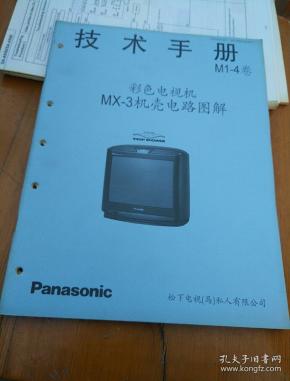 技术手册
M1-4卷
彩色电视机
MX-3机壳电路图解
Panasonic
松下电视(马)私人有限公司
孔夫子旧书网
www.kongfz.com